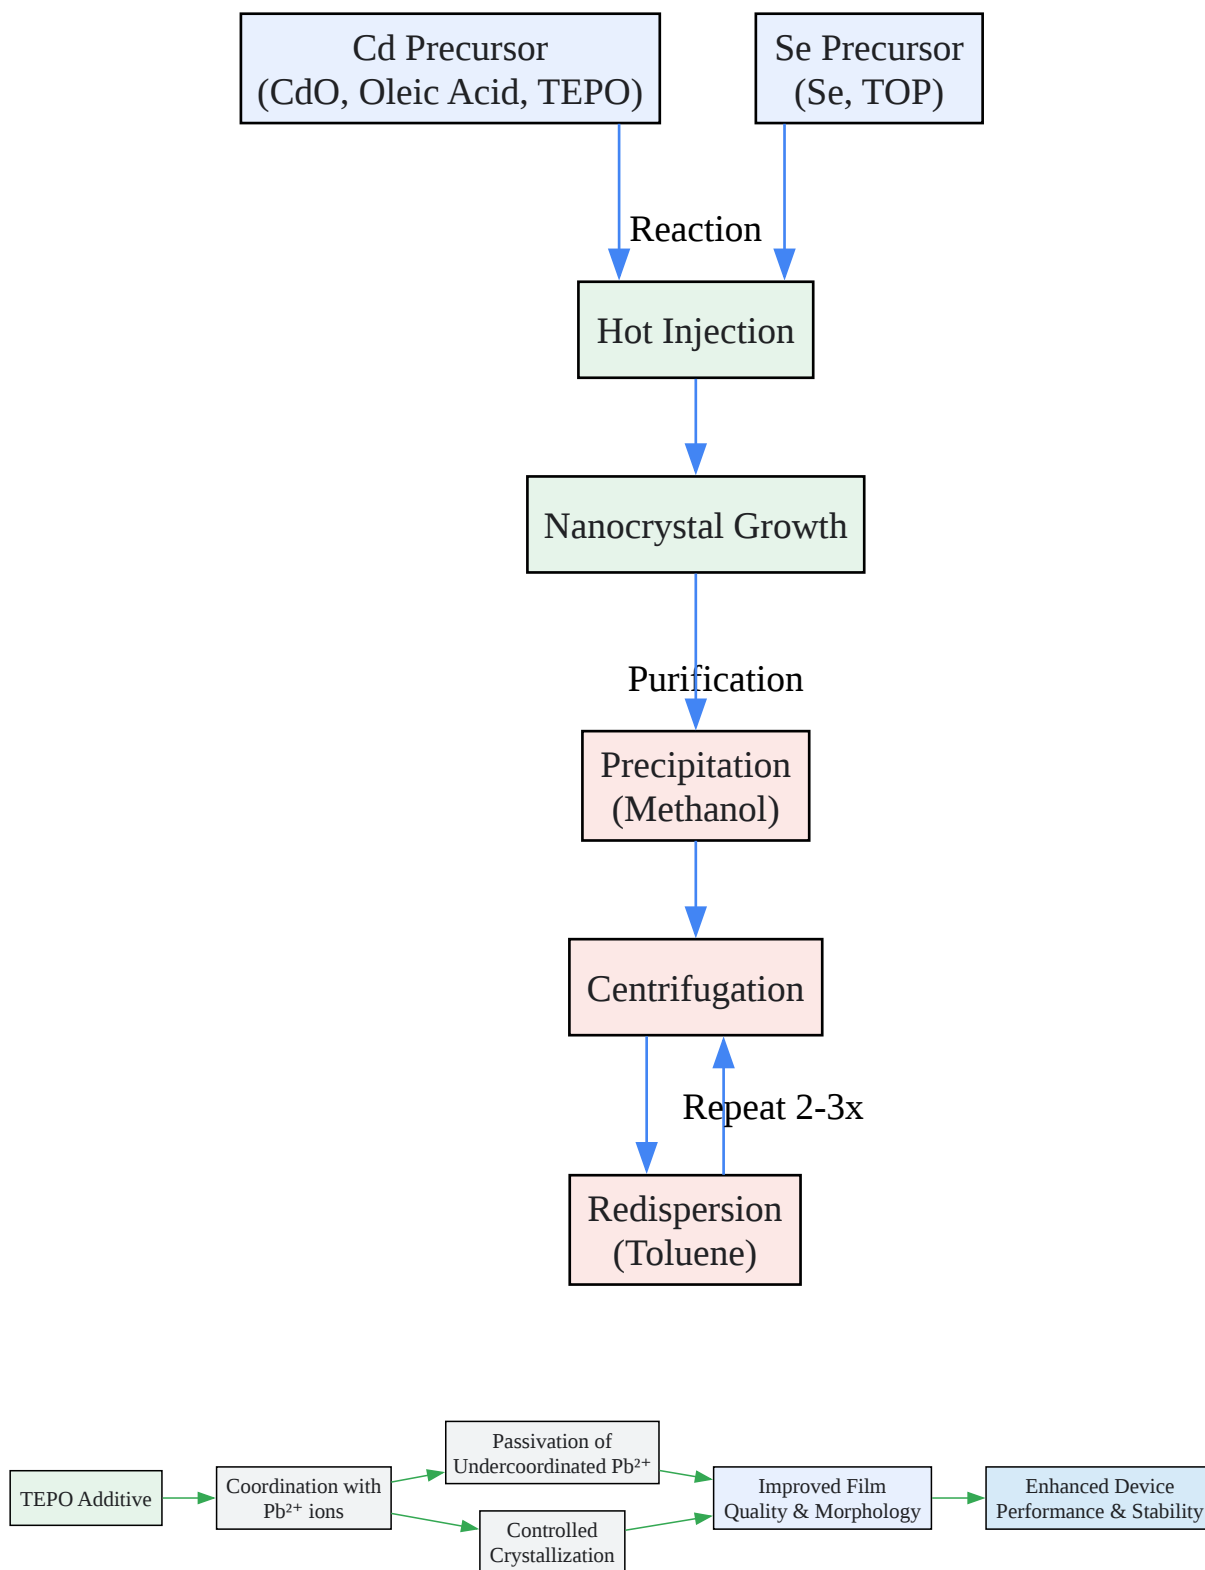 Cd Precursor
(CdO, Oleic Acid, TEPO)
Se Precursor
(Se, TOP)
Reaction
Hot Injection
Nanocrystal Growth
Purification
Precipitation
(Methanol)
Centrifugation
Repeat 2-3x
Redispersion
(Toluene)
TEPO Additive
Coordination with
Pb²⁺ ions
Passivation of
Undercoordinated Pb²⁺
Controlled
Crystallization
Improved Film
Quality & Morphology
Enhanced Device
Performance & Stability